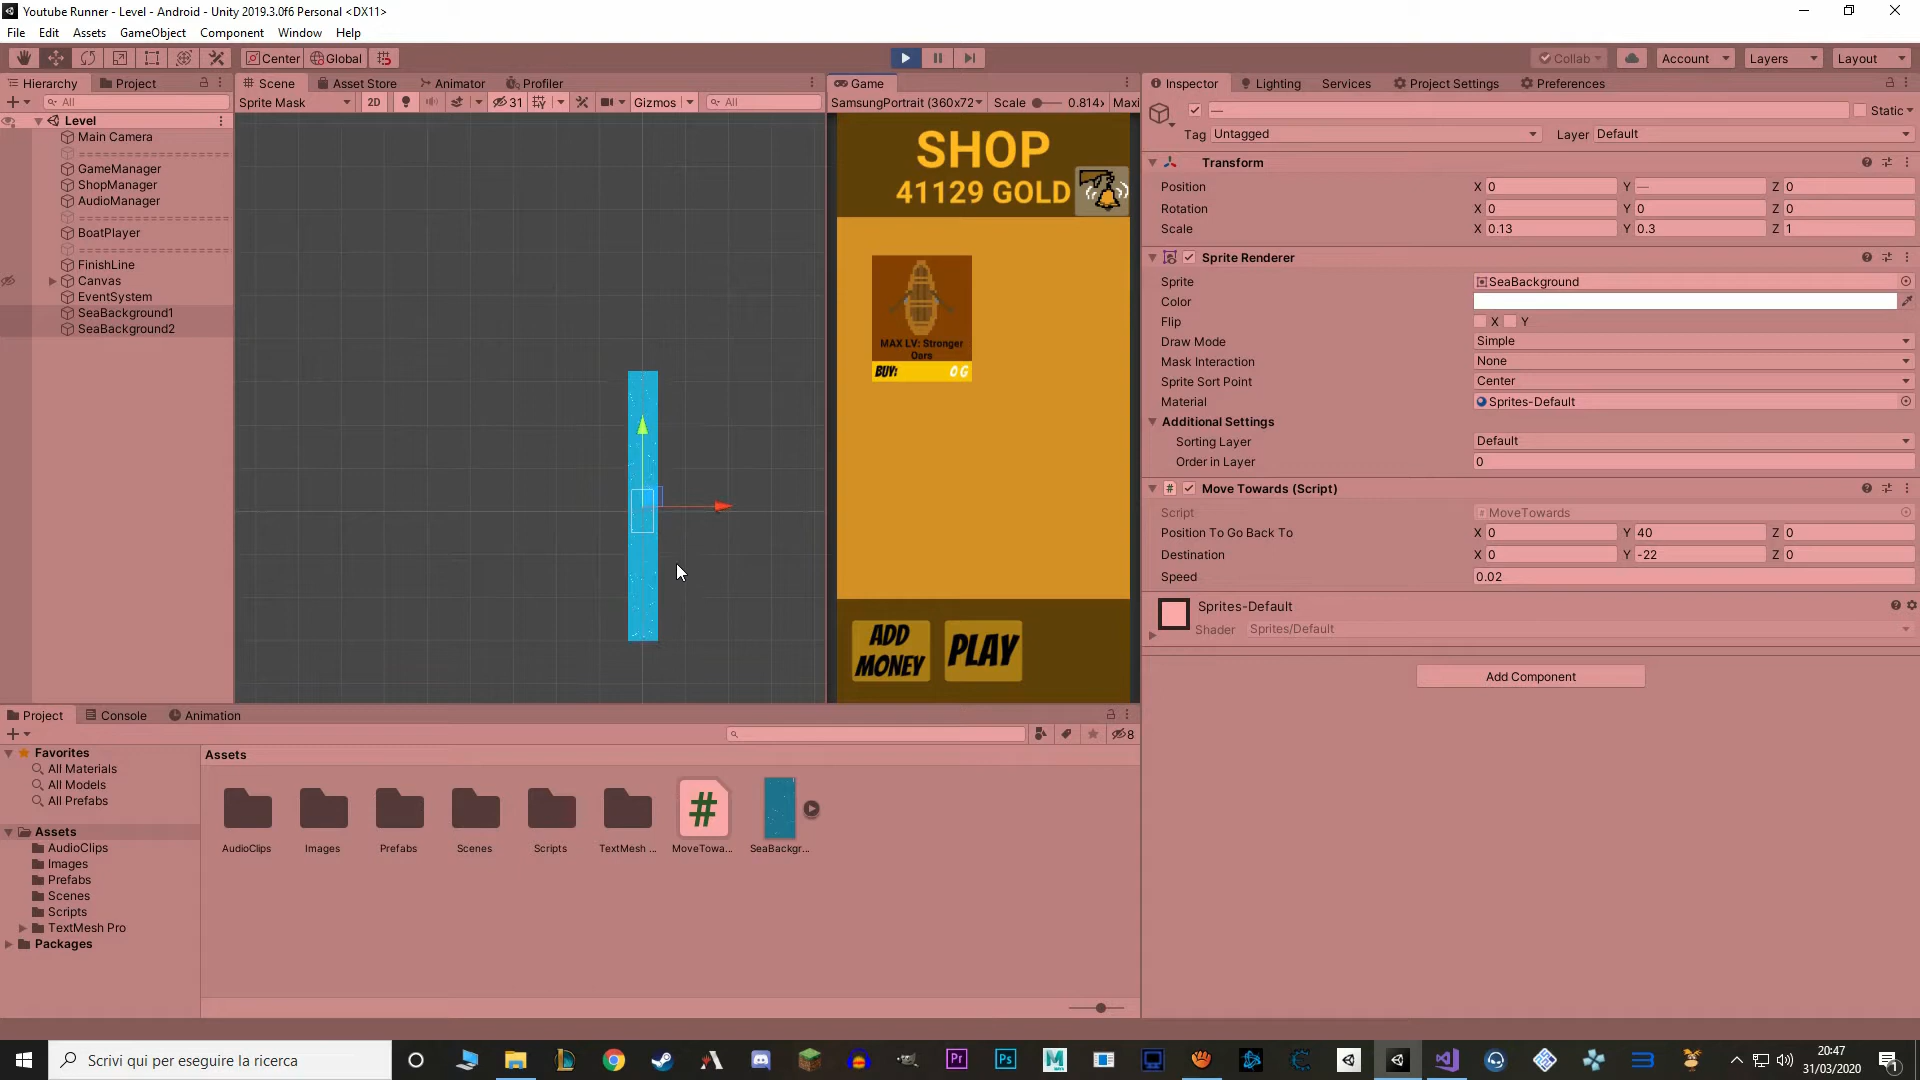 Youtube Runner - Level - Android - Unity 2019.3.0f6 Personal <DX11>
File Edit Assets GameObject Component Window Help
Center Global Collab Account Layers Layout
Hierarchy Project
All
Level
Main Camera
GameManager
ShopManager
AudioManager
BoatPlayer
FinishLine
Canvas
EventSystem
SeaBackground1
SeaBackground2
Scene Asset Store Animator Profiler
Sprite Mask 2D 31 Gizmos All
Game
SamsungPortrait (360x72 Scale 0.814x Maxi
SHOP
41129 GOLD
MAX LV: Stronger
Oars
BUY: 0 G
ADD
MONEY
PLAY
Inspector Lighting Services Project Settings Preferences
— Static
Tag Untagged Layer Default
Transform
Position X 0 Y — Z 0
Rotation X 0 Y 0 Z 0
Scale X 0.13 Y 0.3 Z 1
Sprite Renderer
Sprite SeaBackground
Color
Flip X Y
Draw Mode Simple
Mask Interaction None
Sprite Sort Point Center
Material Sprites-Default
Additional Settings
Sorting Layer Default
Order in Layer 0
# Move Towards (Script)
Script MoveTowards
Position To Go Back To X 0 Y 40 Z 0
Destination X 0 Y -22 Z 0
Speed 0.02
Sprites-Default
Shader Sprites/Default
Add Component
Project Console Animation
8
Favorites
All Materials
All Models
All Prefabs
Assets
AudioClips
Images
Prefabs
Scenes
Scripts
TextMesh Pro
Packages
Assets
#
AudioClips Images Prefabs Scenes Scripts TextMesh ... MoveTowa... SeaBackgr...
Scrivi qui per eseguire la ricerca
Pr Ps M
20:47
31/03/2020
1